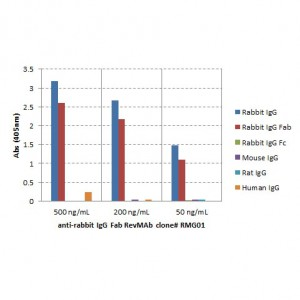 3.5
3
2.5
2
1.5
1
0.5
0
Abs (405nm)
500 ng/mL 200 ng/mL 50 ng/mL
anti-rabbit IgG Fab RevMAb clone# RMG01
Rabbit IgG
Rabbit IgG Fab
Rabbit IgG Fc
Mouse IgG
Rat IgG
Human IgG